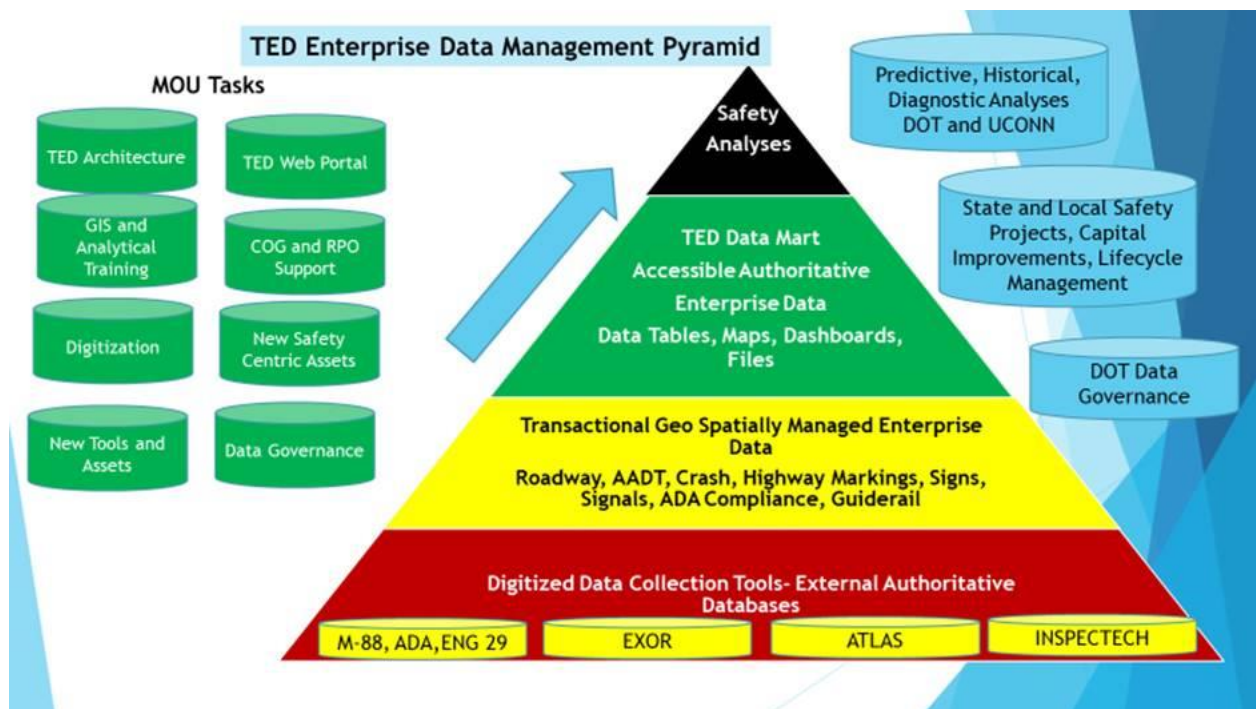 TED Enterprise Data Management Pyramid
MOU Tasks
TED Architecture
TED Web Portal
GIS and
Analytical
Training
COG and RPO
Support
Digitization
New Safety
Centric Assets
New Tools and
Assets
Data Governance
Safety
Analyses
TED Data Mart
Accessible Authoritative
Enterprise Data
Data Tables, Maps, Dashboards,
Files
Transactional Geo Spatially Managed Enterprise
Data
Roadway, AADT, Crash, Highway Markings, Signs,
Signals, ADA Compliance, Guiderail
Digitized Data Collection Tools- External Authoritative
Databases
M-88, ADA,ENG 29
EXOR
ATLAS
INSPECTECH
Predictive, Historical,
Diagnostic Analyses
DOT and UCONN
State and Local Safety
Projects, Capital
Improvements, Lifecycle
Management
DOT Data
Governance